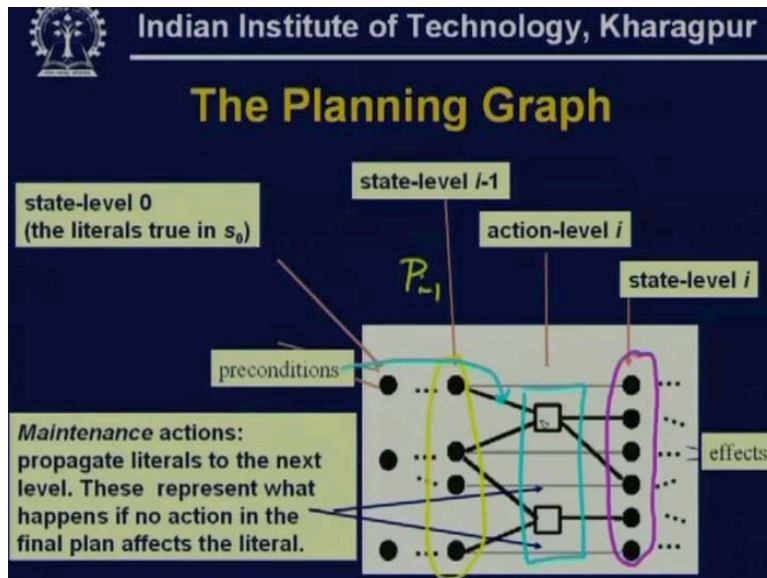 Indian Institute of Technology, Kharagpur
The Planning Graph
state-level 0
(the literals true in s₀)
state-level i-1
action-level i
state-level i
Pᵢ₋₁
preconditions
Maintenance actions:
propagate literals to the next
level. These represent what
happens if no action in the
final plan affects the literal.
effects